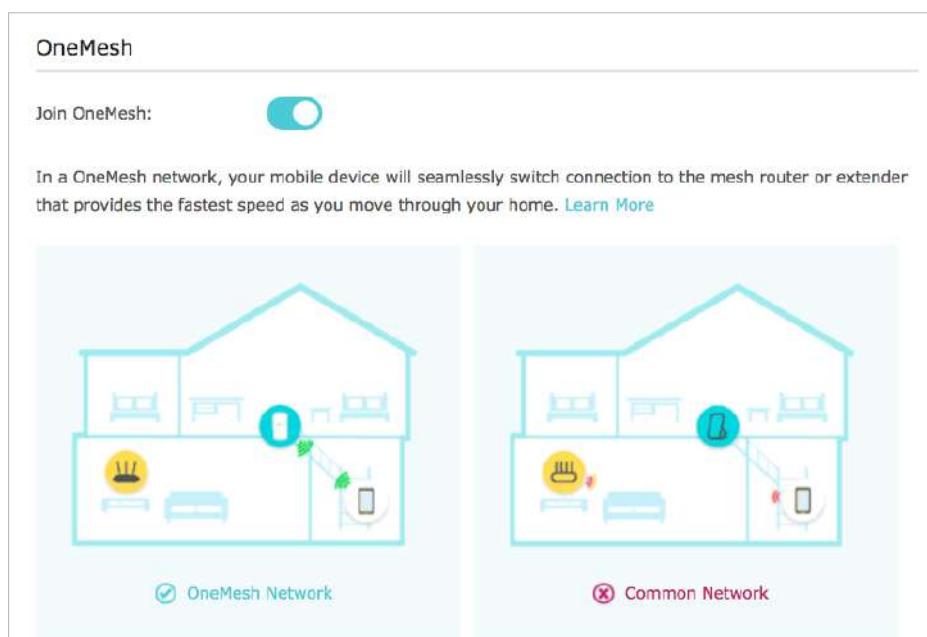 OneMesh
Join OneMesh:
In a OneMesh network, your mobile device will seamlessly switch connection to the mesh router or extender
that provides the fastest speed as you move through your home. Learn More
OneMesh Network
Common Network